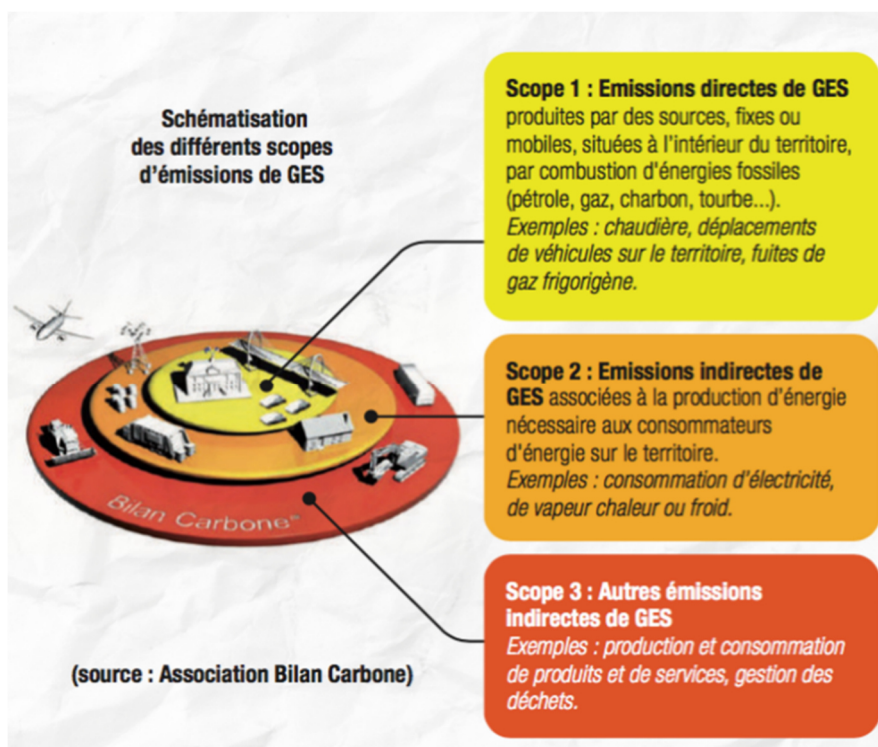 Schématisation
des différents scopes
d'émissions de GES
Scope 1 : Emissions directes de GES
produites par des sources, fixes ou
mobiles, situées à l'intérieur du territoire,
par combustion d'énergies fossiles
(pétrole, gaz, charbon, tourbe...).
Exemples : chaudière, déplacements
de véhicules sur le territoire, fuites de
gaz frigorigène.
Scope 2 : Emissions indirectes de
GES associées à la production d'énergie
nécessaire aux consommateurs
d'énergie sur le territoire.
Exemples : consommation d'électricité,
de vapeur chaleur ou froid.
Bilan Carbone®
Scope 3 : Autres émissions
indirectes de GES
Exemples : production et consommation
de produits et de services, gestion des
déchets.
(source : Association Bilan Carbone)